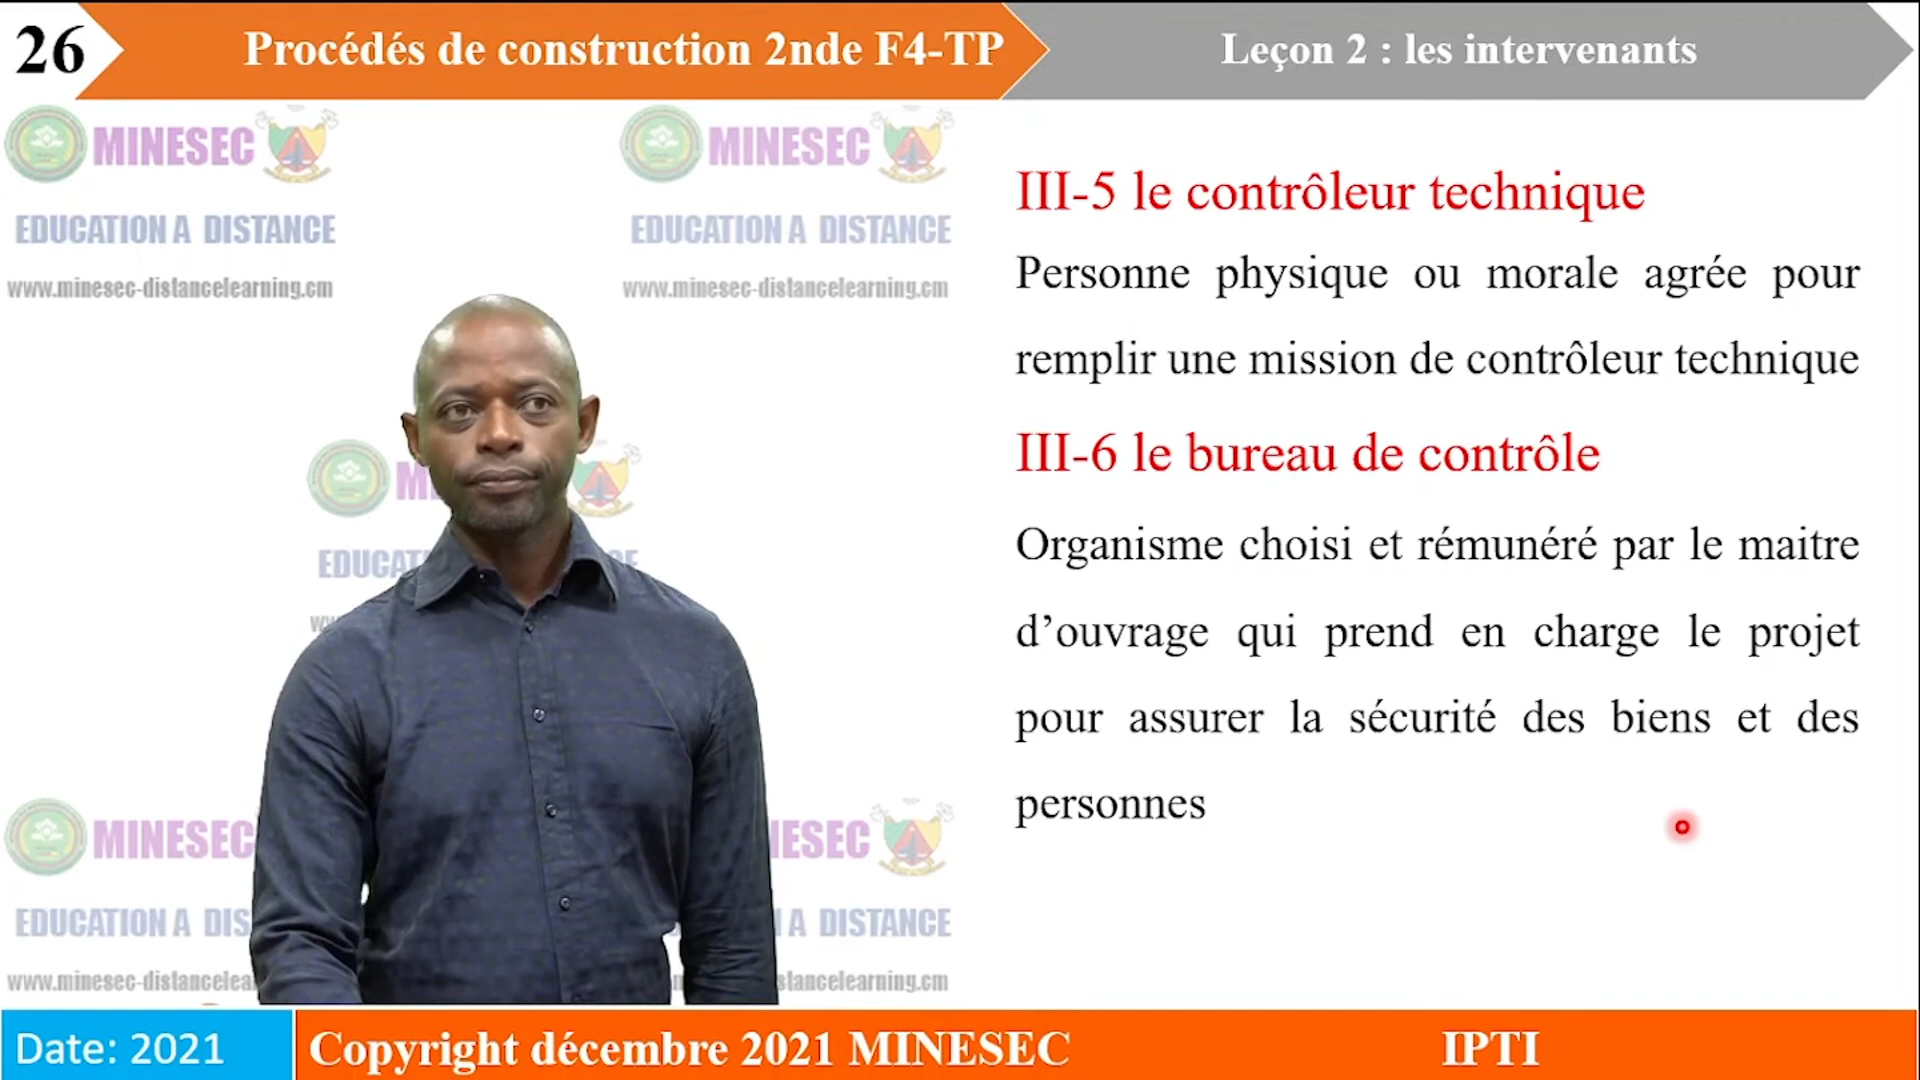 26
Procédés de construction 2nde F4-TP
Leçon 2 : les intervenants
MINESEC
EDUCATION A DISTANCE
www.minesec-distancelearning.cm
MINESEC
EDUCATION A DISTANCE
www.minesec-distancelearning.cm
III-5 le contrôleur technique
Personne physique ou morale agrée pour
remplir une mission de contrôleur technique
III-6 le bureau de contrôle
Organisme choisi et rémunéré par le maitre
d’ouvrage qui prend en charge le projet
pour assurer la sécurité des biens et des
personnes
MINESEC
Date: 2021
Copyright décembre 2021 MINESEC
IPTI